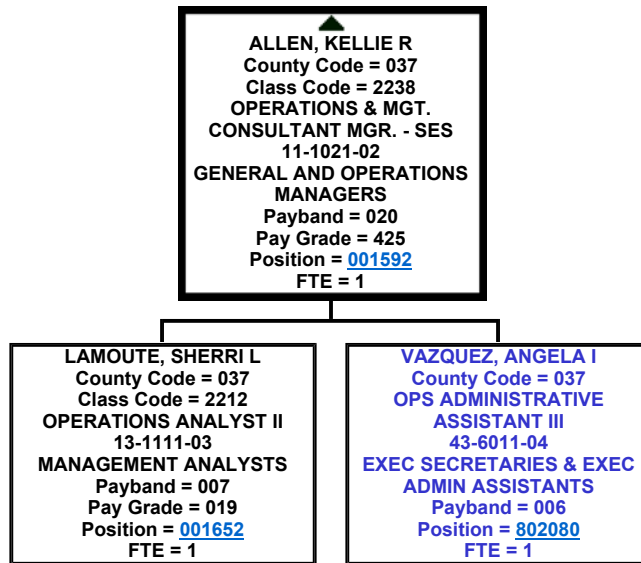 ALLEN, KELLIE R
County Code = 037
Class Code = 2238
OPERATIONS & MGT.
CONSULTANT MGR. - SES
11-1021-02
GENERAL AND OPERATIONS
MANAGERS
Payband = 020
Pay Grade = 425
Position = 001592
FTE = 1
LAMOUTE, SHERRI L
County Code = 037
Class Code = 2212
OPERATIONS ANALYST II
13-1111-03
MANAGEMENT ANALYSTS
Payband = 007
Pay Grade = 019
Position = 001652
FTE = 1
VAZQUEZ, ANGELA I
County Code = 037
OPS ADMINISTRATIVE
ASSISTANT III
43-6011-04
EXEC SECRETARIES & EXEC
ADMIN ASSISTANTS
Payband = 006
Position = 802080
FTE = 1